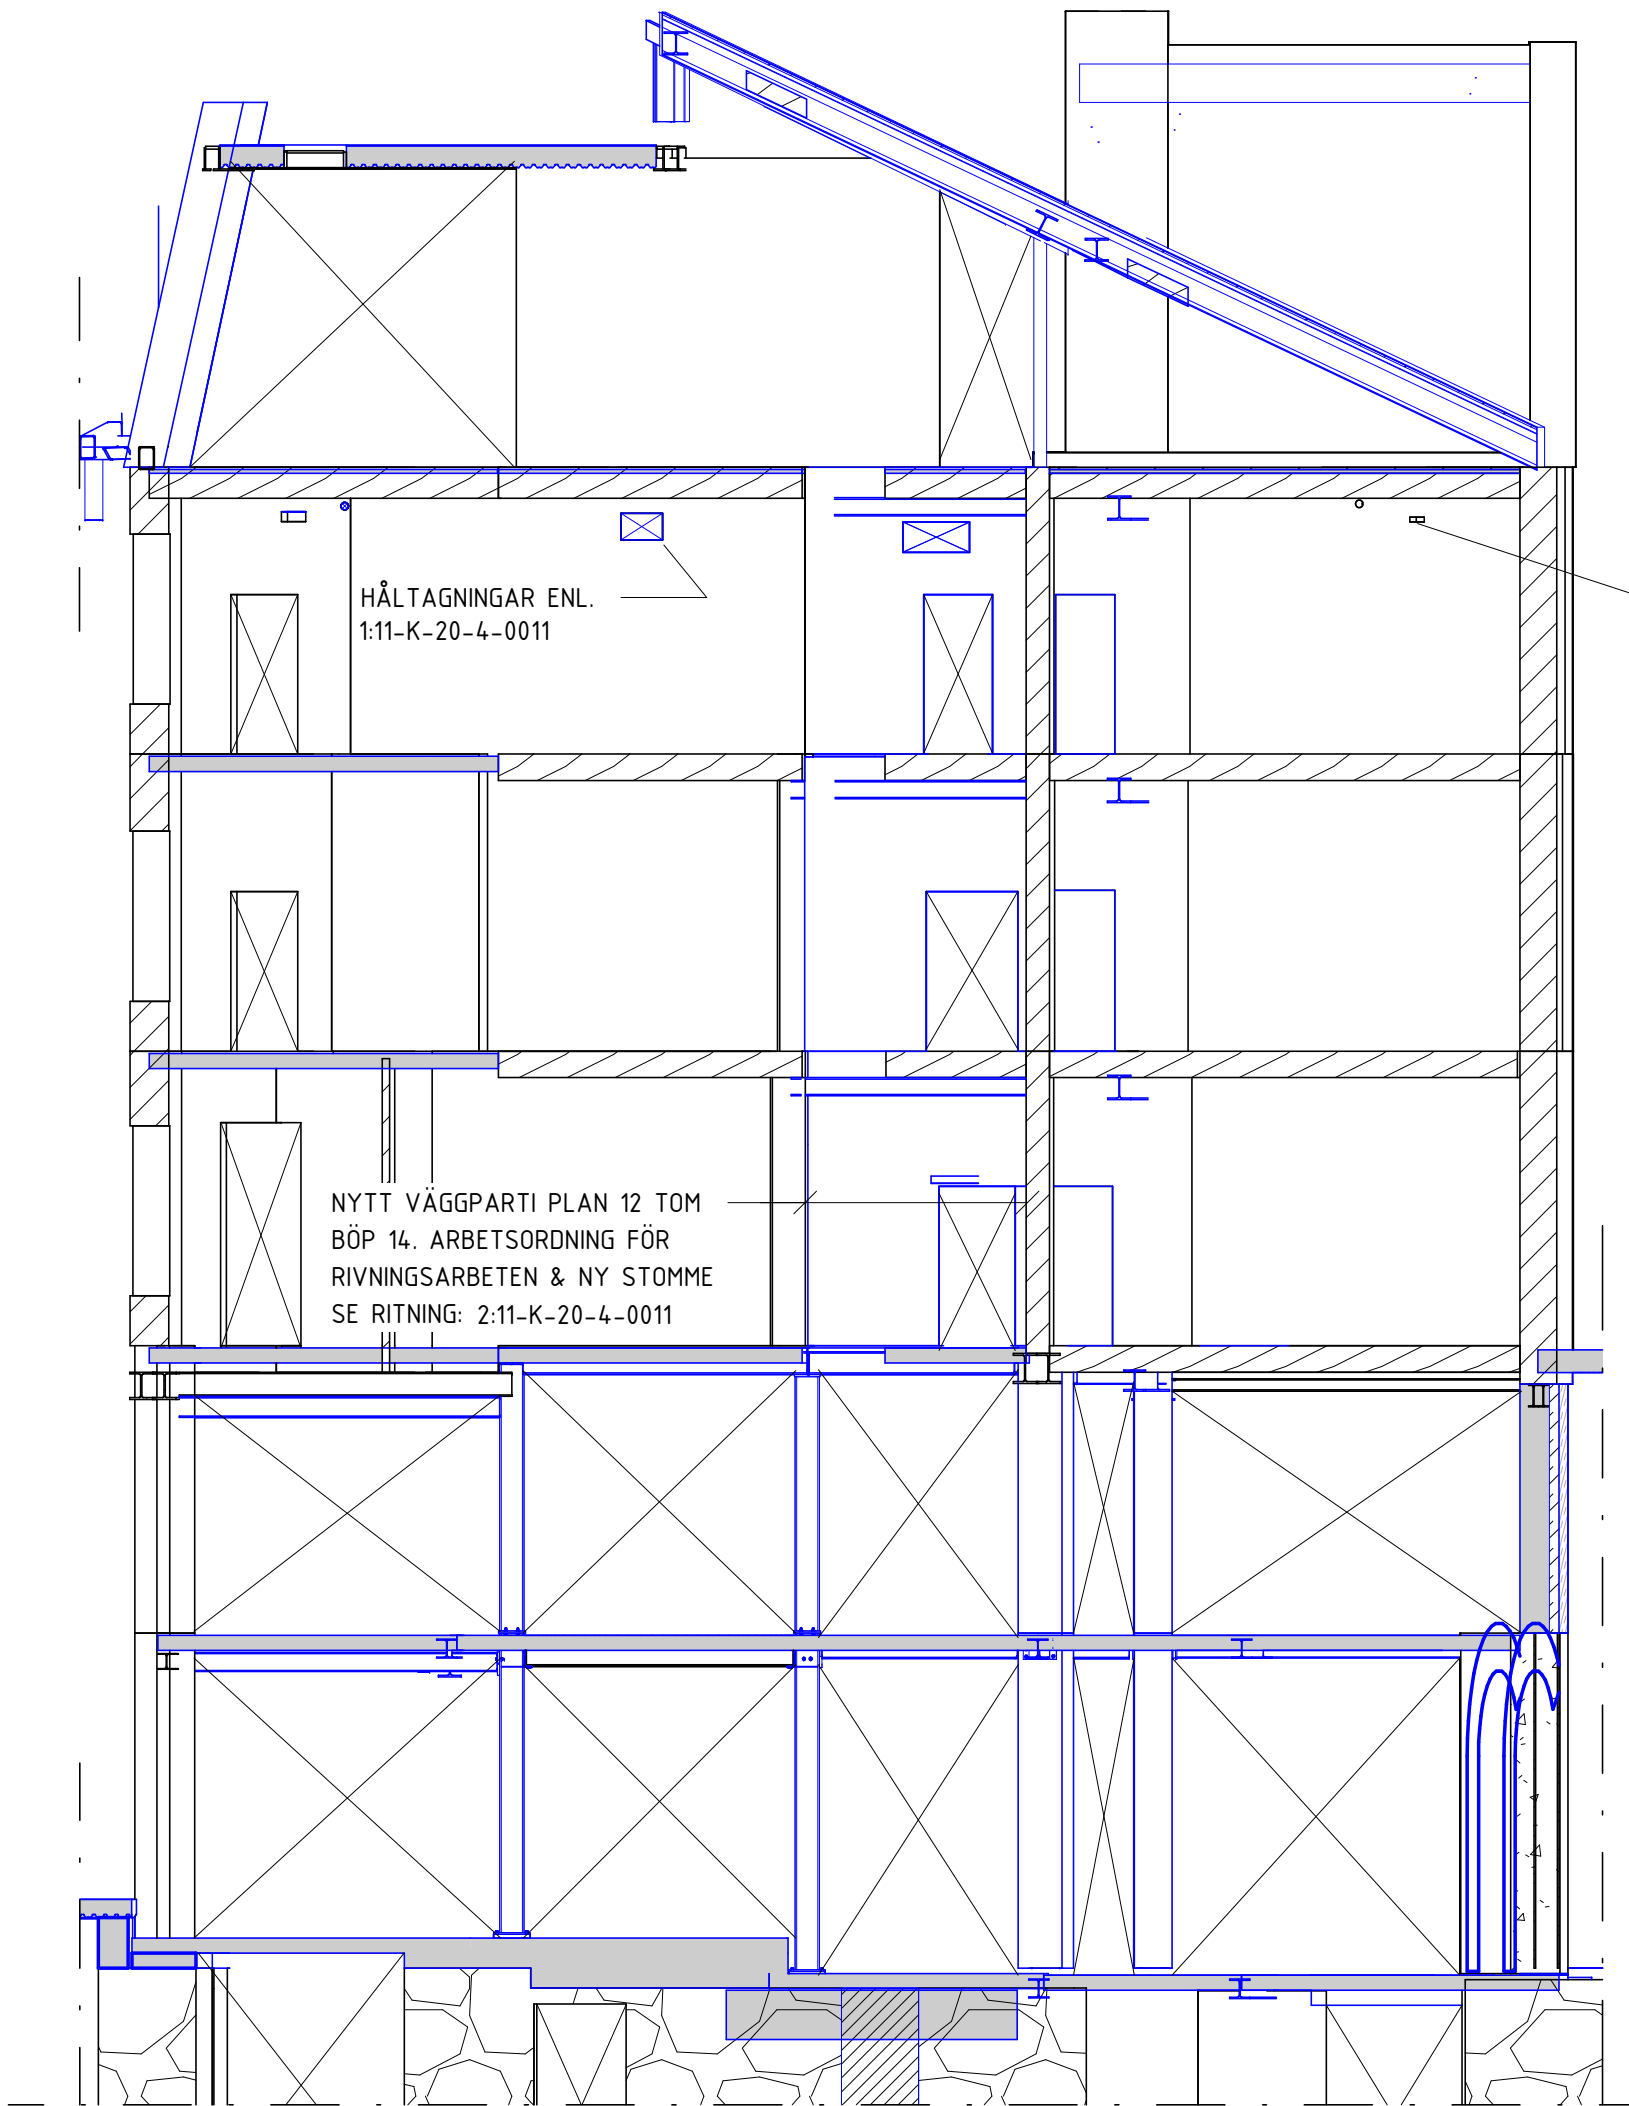 HÅLTAGNINGAR ENL.
1:11-K-20-4-0011
NYTT VÄGGPARTI PLAN 12 TOM
BÖP 14. ARBETSORDNING FÖR
RIVNINGSARBETEN & NY STOMME
SE RITNING: 2:11-K-20-4-0011